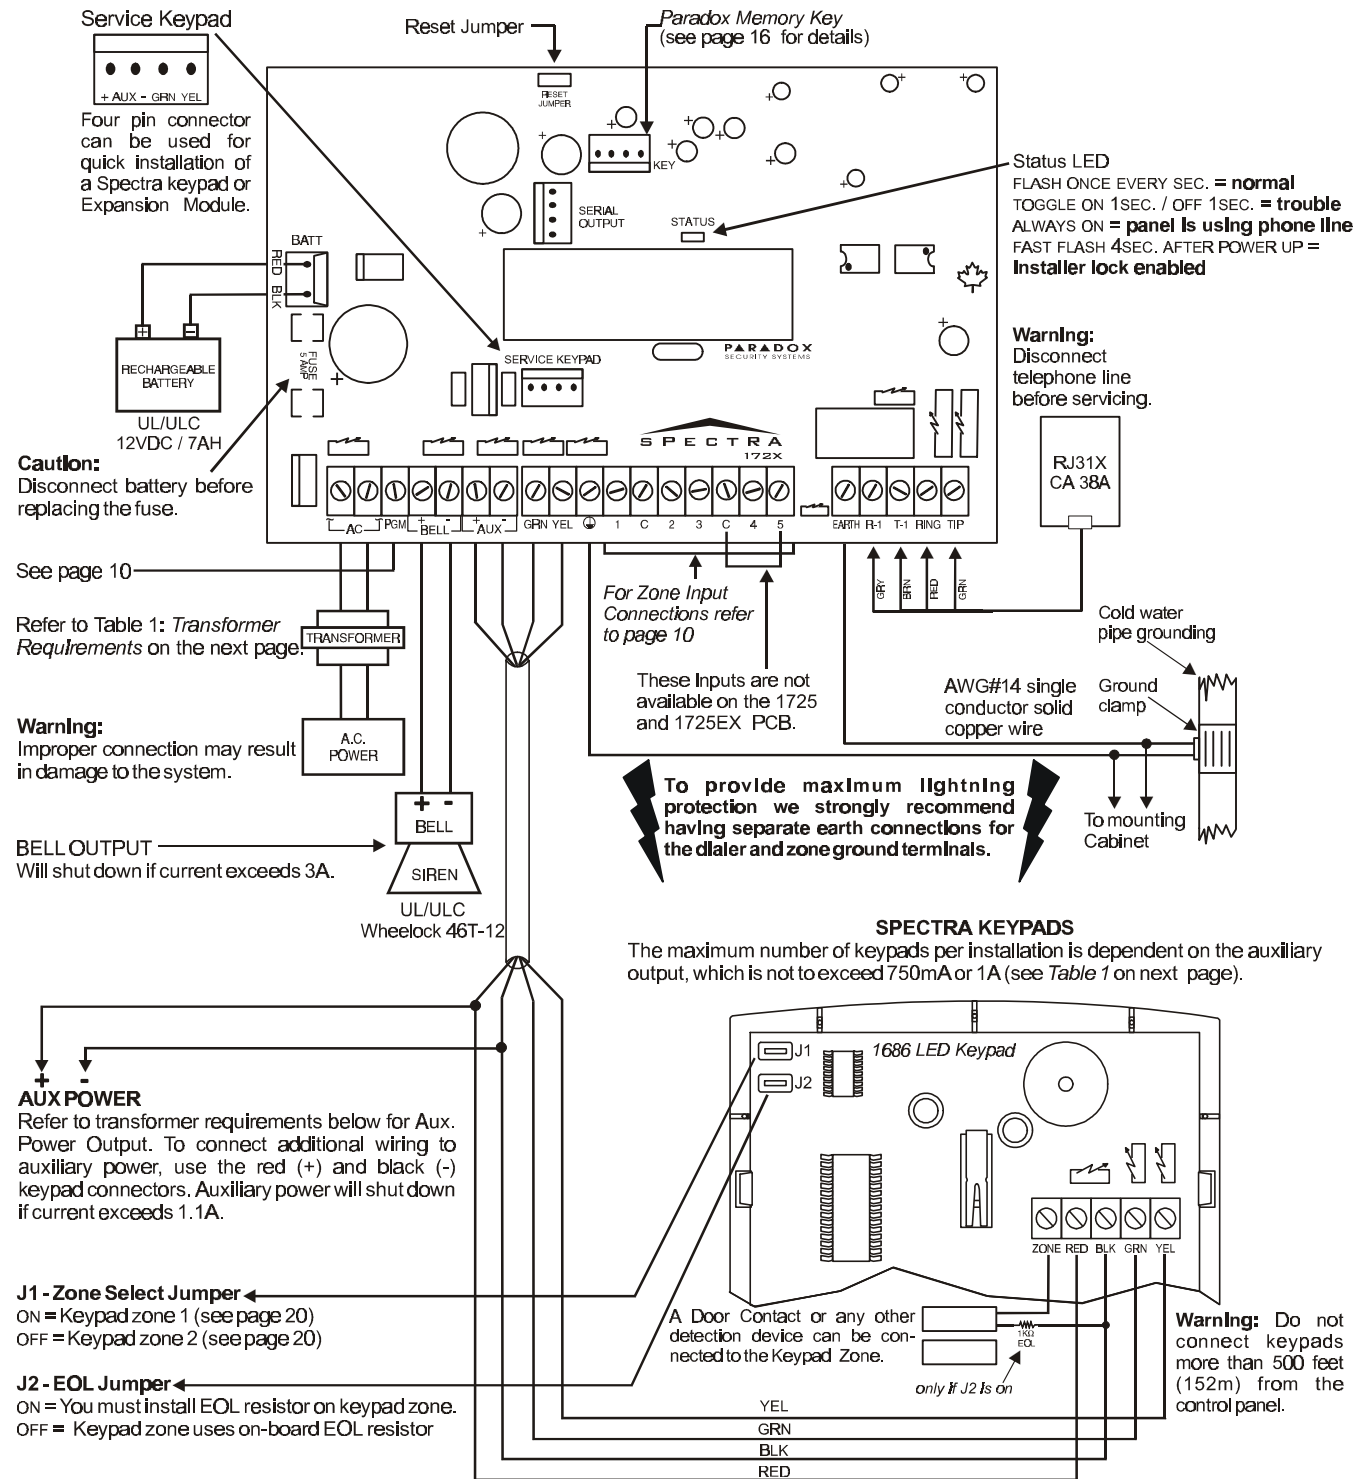 Service Keypad
+ AUX - GRN YEL
Four pin connector
can be used for
quick installation of
a Spectra keypad or
Expansion Module.
Reset Jumper
Paradox Memory Key
(see page 16 for details)
RESET
JUMPER
KEY
SERIAL
OUTPUT
STATUS
Status LED
FLASH ONCE EVERY SEC. = normal
TOGGLE ON 1SEC. / OFF 1SEC. = trouble
ALWAYS ON = panel is using phone line
FAST FLASH 4SEC. AFTER POWER UP =
Installer lock enabled
BATT
RED
BLK
+ -
RECHARGEABLE
BATTERY
UL/ULC
12VDC / 7AH
FUSE
5 AMP
SERVICE KEYPAD
PARADOX
SECURITY SYSTEMS
SPECTRA
172X
Warning:
Disconnect
telephone line
before servicing.
RJ31X
CA 38A
Caution:
Disconnect battery before
replacing the fuse.
~ AC ~ PGM + BELL - + AUX - GRN YEL 1 C 2 3 C 4 5 EARTH R-1 T-1 RING TIP
GRY
BRN
RED
GRN
See page 10
Refer to Table 1: Transformer
Requirements on the next page.
TRANSFORMER
For Zone Input
Connections refer
to page 10
These Inputs are not
available on the 1725
and 1725EX PCB.
Cold water
pipe grounding
AWG#14 single
conductor solid
copper wire
Ground
clamp
Warning:
Improper connection may result
in damage to the system.
A.C.
POWER
To provide maximum lightning
protection we strongly recommend
having separate earth connections for
the dialer and zone ground terminals.
To mounting
Cabinet
BELL OUTPUT
Will shut down if current exceeds 3A.
+ -
BELL
SIREN
UL/ULC
Wheelock 46T-12
SPECTRA KEYPADS
The maximum number of keypads per installation is dependent on the auxiliary
output, which is not to exceed 750mA or 1A (see Table 1 on next page).
+ -
AUX POWER
Refer to transformer requirements below for Aux.
Power Output. To connect additional wiring to
auxiliary power, use the red (+) and black (-)
keypad connectors. Auxiliary power will shut down
if current exceeds 1.1A.
J1
J2
1686 LED Keypad
ZONE RED BLK GRN YEL
J1 - Zone Select Jumper
ON = Keypad zone 1 (see page 20)
OFF = Keypad zone 2 (see page 20)
J2 - EOL Jumper
ON = You must install EOL resistor on keypad zone.
OFF = Keypad zone uses on-board EOL resistor
A Door Contact or any other
detection device can be con-
nected to the Keypad Zone.
1KΩ
EOL
only if J2 is on
Warning: Do not
connect keypads
more than 500 feet
(152m) from the
control panel.
YEL
GRN
BLK
RED